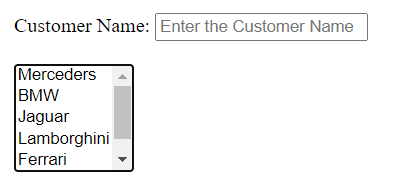 Customer Name: Enter the Customer Name
Merceders
BMW
Jaguar
Lamborghini
Ferrari